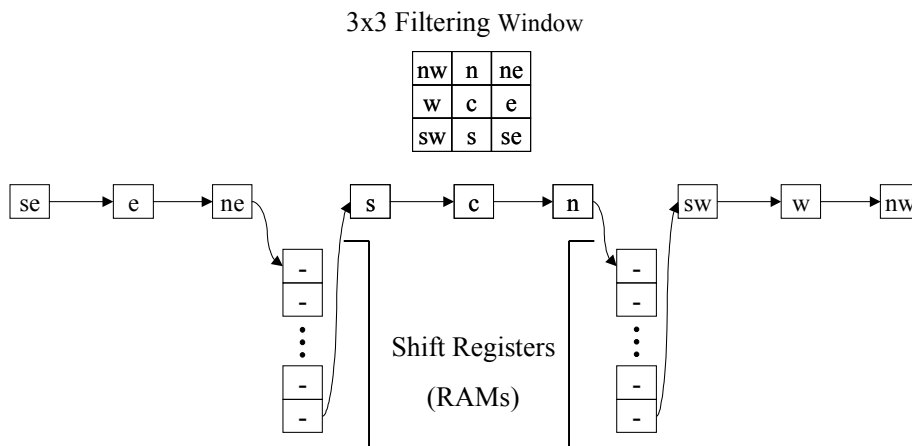 3x3 Filtering Window
nw n ne
w c e
sw s se
se e ne s c n sw w nw
- -
- -
Shift Registers
- -
(RAMs)
- -